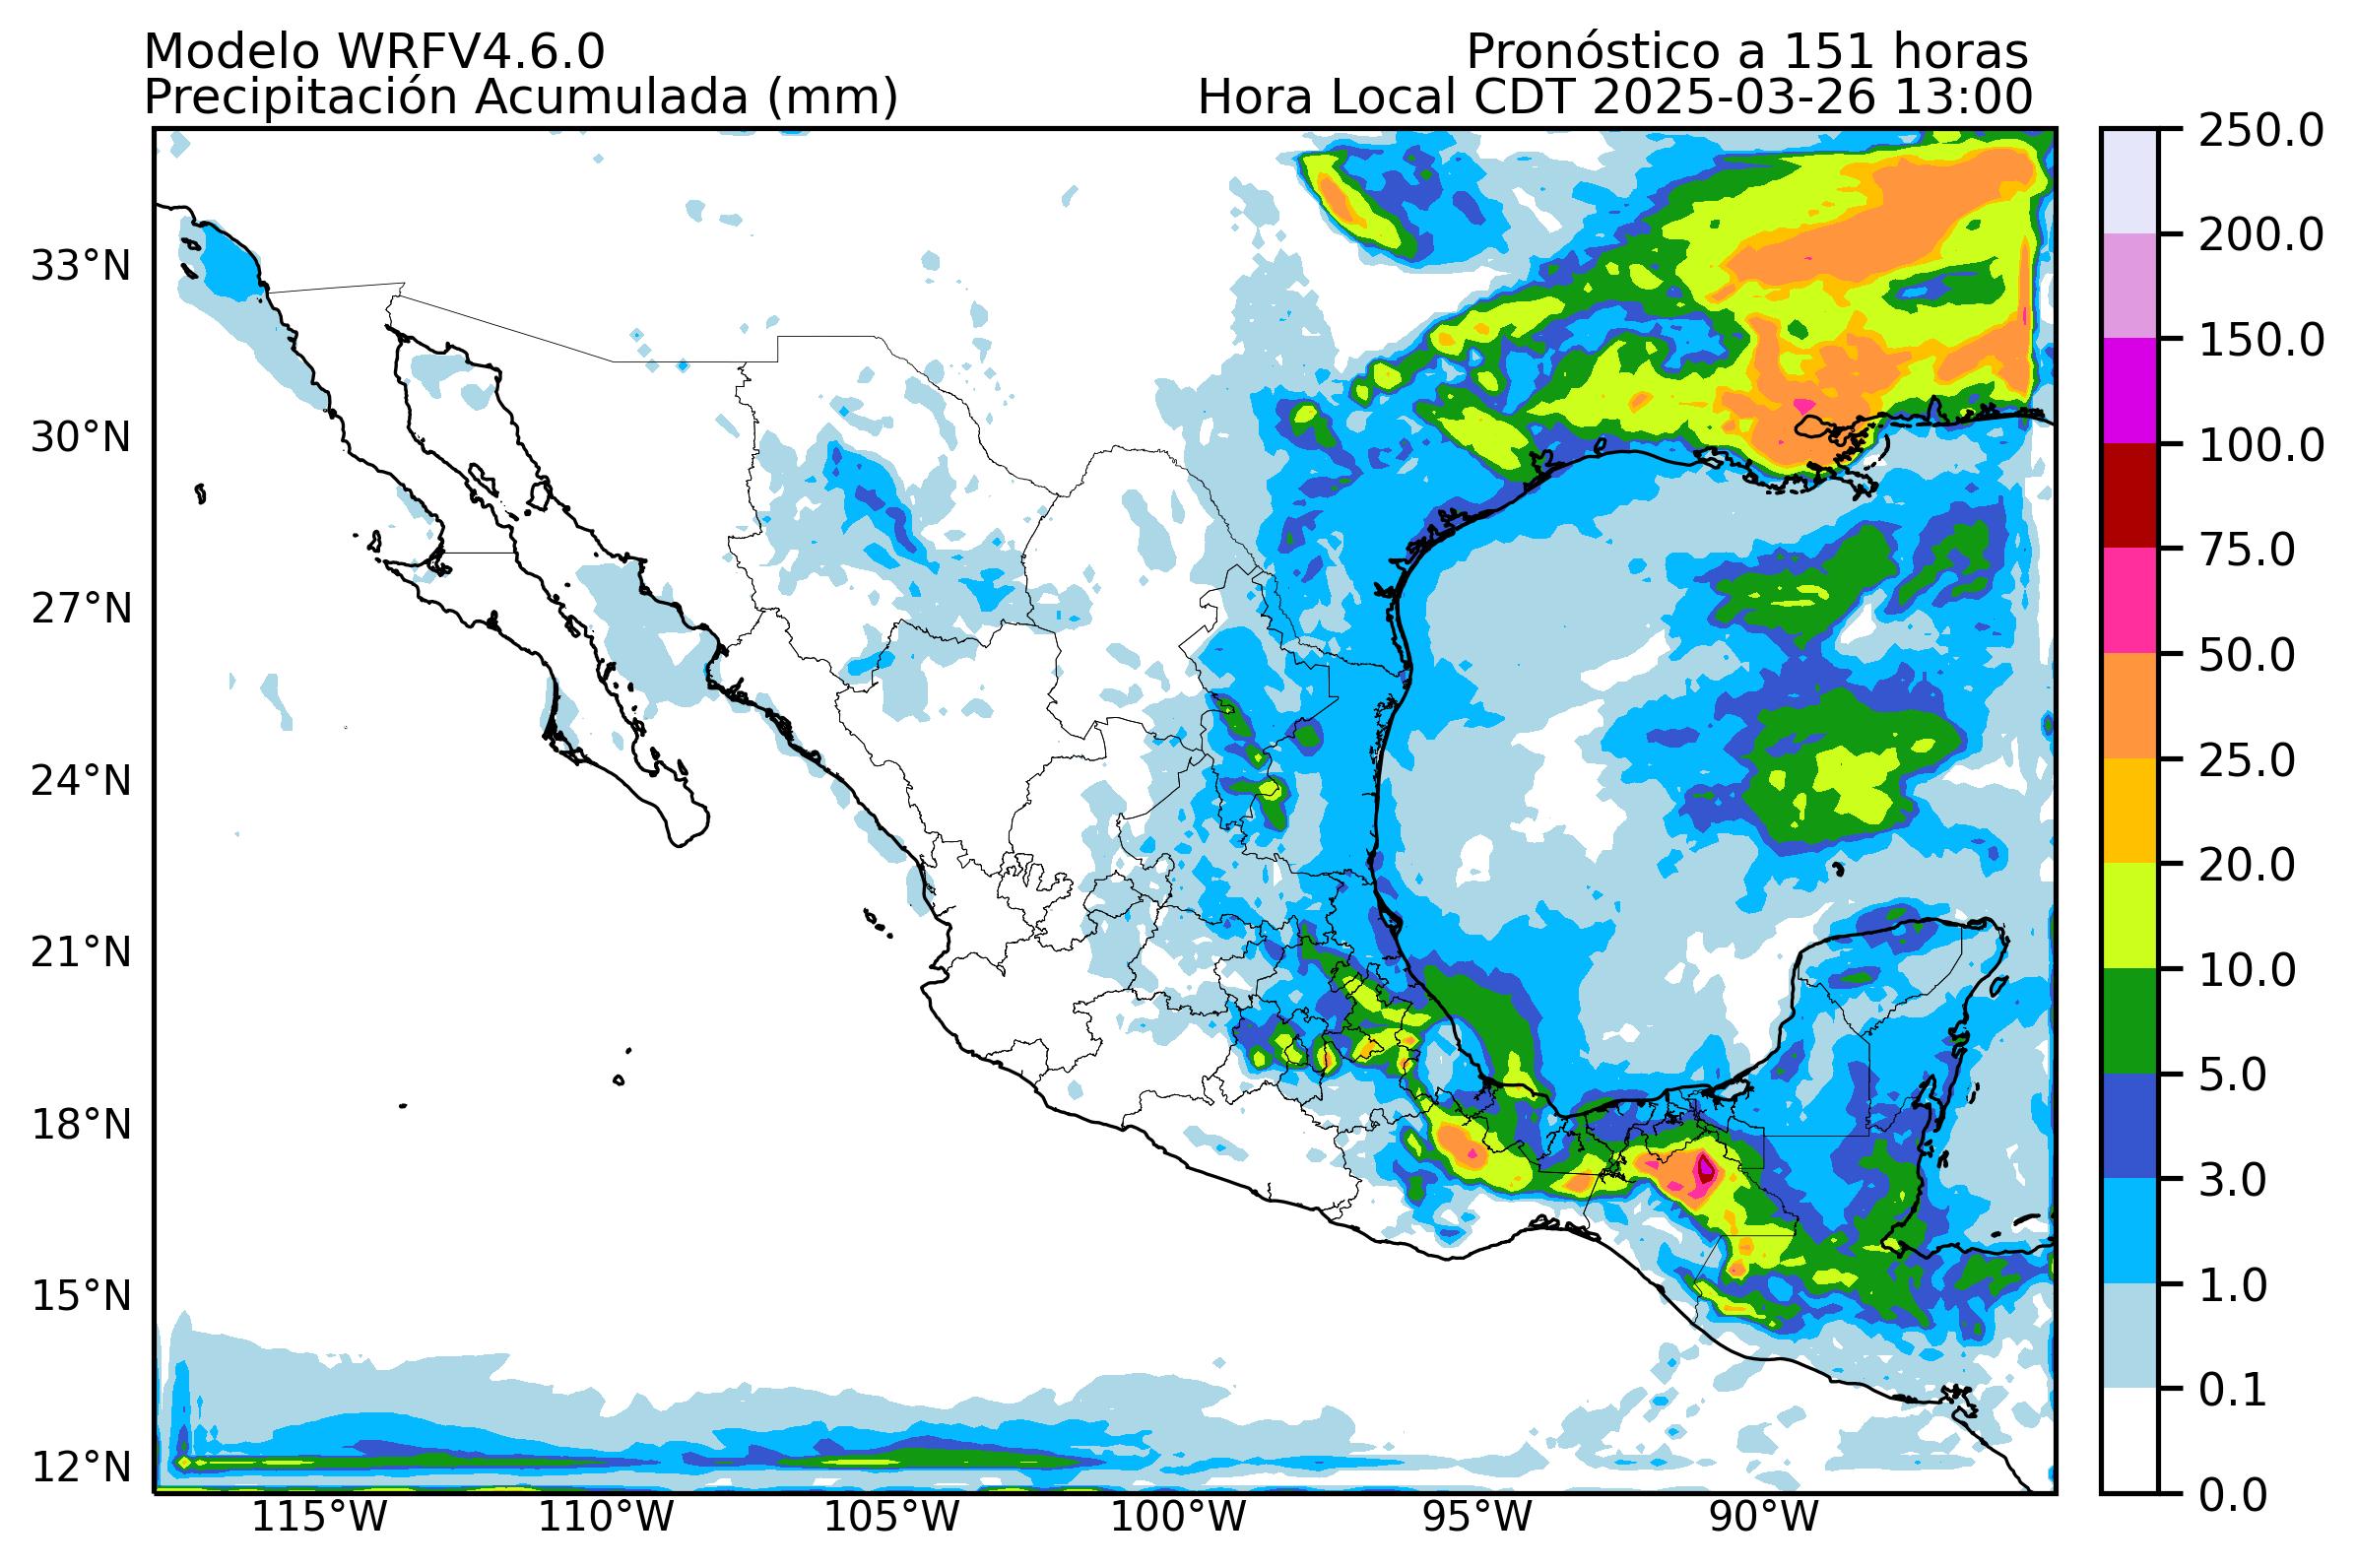 Modelo WRFV4.6.0
Pronóstico a 151 horas
Precipitación Acumulada (mm)
Hora Local CDT 2025-03-26 13:00
33°N
30°N
27°N
24°N
21°N
18°N
15°N
12°N
115°W
110°W
105°W
100°W
95°W
90°W
250.0
200.0
150.0
100.0
75.0
50.0
25.0
20.0
10.0
5.0
3.0
1.0
0.1
0.0